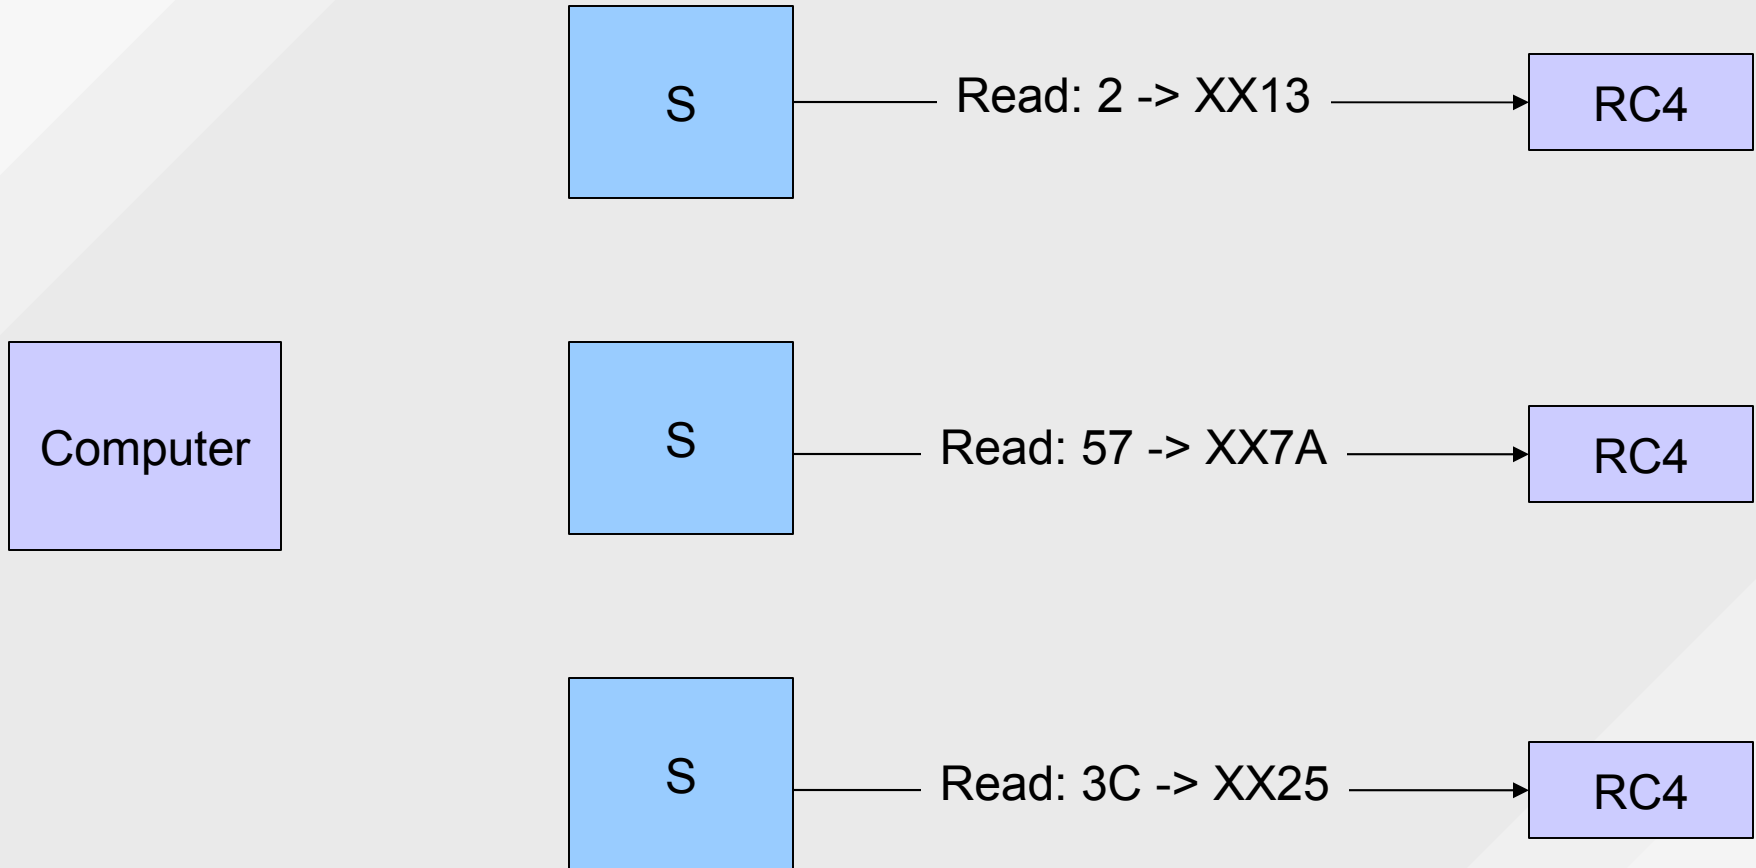 S
Read: 2 -> XX13
RC4
Computer
S
Read: 57 -> XX7A
RC4
S
Read: 3C -> XX25
RC4